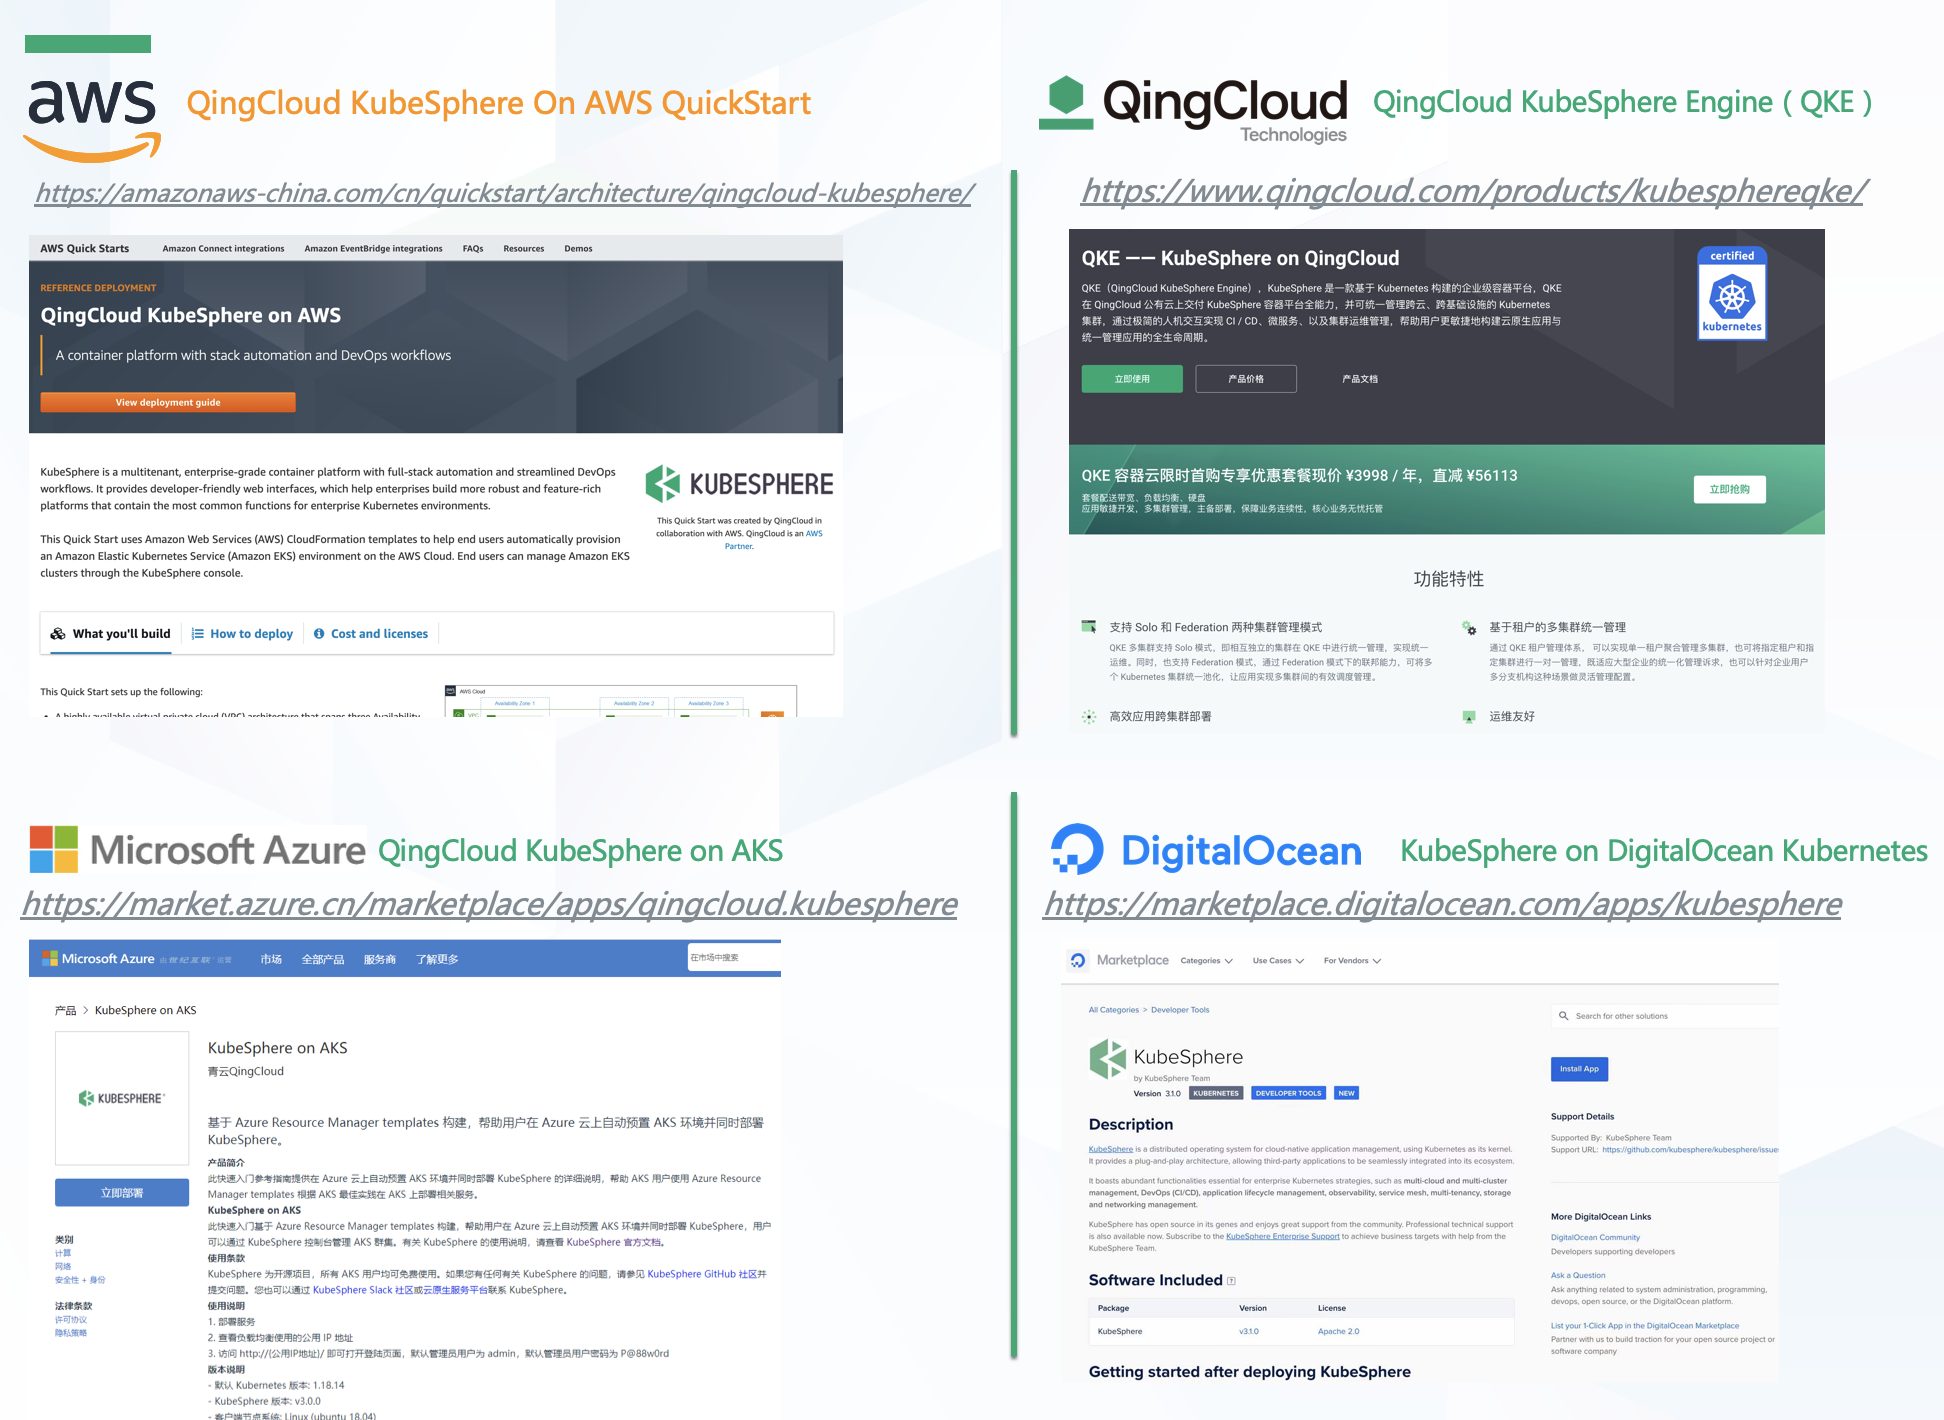 aws
QingCloud KubeSphere On AWS QuickStart
https://amazonaws-china.com/cn/quickstart/architecture/qingcloud-kubesphere/
AWS Quick Starts
Amazon Connect integrations
Amazon EventBridge integrations
FAQs
Resources
Demos
REFERENCE DEPLOYMENT
QingCloud KubeSphere on AWS
A container platform with stack automation and DevOps workflows
View deployment guide
KubeSphere is a multitenant, enterprise-grade container platform with full-stack automation and streamlined DevOps
workflows. It provides developer-friendly web interfaces, which help enterprises build more robust and feature-rich
platforms that contain the most common functions for enterprise Kubernetes environments.
This Quick Start uses Amazon Web Services (AWS) CloudFormation templates to help end users automatically provision
an Amazon Elastic Kubernetes Service (Amazon EKS) environment on the AWS Cloud. End users can manage Amazon EKS
clusters through the KubeSphere console.
KUBESPHERE
This Quick Start was created by QingCloud in
collaboration with AWS. QingCloud is an AWS
Partner.
What you'll build
How to deploy
Cost and licenses
This Quick Start sets up the following:
A highly available virtual private cloud (VPC) architecture that spans three Availability
AWS Cloud
Availability Zone 1
Availability Zone 2
Availability Zone 3
VPC
QingCloud
Technologies
QingCloud KubeSphere Engine ( QKE )
https://www.qingcloud.com/products/kubesphereqke/
QKE —— KubeSphere on QingCloud
QKE（QingCloud KubeSphere Engine），KubeSphere 是一款基于 Kubernetes 构建的企业级容器平台，QKE
在 QingCloud 公有云上交付 KubeSphere 容器平台全能力，并可统一管理跨云、跨基础设施的 Kubernetes
集群，通过极简的人机交互实现 CI / CD、微服务、以及集群运维管理，帮助用户更敏捷地构建云原生应用与
统一管理应用的全生命周期。
certified
kubernetes
立即使用
产品价格
产品文档
QKE 容器云限时首购专享优惠套餐现价 ¥3998 / 年，直减 ¥56113
套餐配送带宽、负载均衡、硬盘
应用敏捷开发，多集群管理，主备部署，保障业务连续性，核心业务无忧托管
立即抢购
功能特性
支持 Solo 和 Federation 两种集群管理模式
QKE 多集群支持 Solo 模式，即相互独立的集群在 QKE 中进行统一管理，实现统一
运维。同时，也支持 Federation 模式，通过 Federation 模式下的联邦能力，可将多
个 Kubernetes 集群统一池化，让应用实现多集群间的有效调度管理。
基于租户的多集群统一管理
通过 QKE 租户管理体系， 可以实现单一租户聚合管理多集群，也可将指定租户和指
定集群进行一对一管理，既适应大型企业的统一化管理诉求，也可以针对企业用户
多分支机构这种场景做灵活管理配置。
高效应用跨集群部署
运维友好
Microsoft Azure
QingCloud KubeSphere on AKS
https://market.azure.cn/marketplace/apps/qingcloud.kubesphere
Microsoft Azure
市场
全部产品
服务商
了解更多
在市场中搜索
产品 > KubeSphere on AKS
KUBESPHERE
立即部署
类别
计算
网络
安全性 + 身份
法律条款
许可协议
隐私策略
KubeSphere on AKS
青云QingCloud
基于 Azure Resource Manager templates 构建，帮助用户在 Azure 云上自动预置 AKS 环境并同时部署
KubeSphere。
产品简介
此快速入门参考指南提供在 Azure 云上自动预置 AKS 环境并同时部署 KubeSphere 的详细说明，帮助 AKS 用户使用 Azure Resource
Manager templates 根据 AKS 最佳实践在 AKS 上部署相关服务。
KubeSphere on AKS
此快速入门基于 Azure Resource Manager templates 构建，帮助用户在 Azure 云上自动预置 AKS 环境并同时部署 KubeSphere，用户
可以通过 KubeSphere 控制台管理 AKS 群集。有关 KubeSphere 的使用说明，请查看 KubeSphere 官方文档。
使用条款
KubeSphere 为开源项目，所有 AKS 用户均可免费使用。如果您有任何有关 KubeSphere 的问题，请参见 KubeSphere GitHub 社区并
提交问题。您也可以通过 KubeSphere Slack 社区或云原生服务平台联系 KubeSphere。
使用说明
1. 部署服务
2. 查看负载均衡使用的公用 IP 地址
3. 访问 http://(公用IP地址)/ 即可打开登陆页面，默认管理员用户为 admin，默认管理员用户密码为 P@88w0rd
版本说明
- 默认 Kubernetes 版本: 1.18.14
- KubeSphere 版本: v3.0.0
- 客户端节点系统: Linux (ubuntu 18.04)
DigitalOcean
KubeSphere on DigitalOcean Kubernetes
https://marketplace.digitalocean.com/apps/kubesphere
Marketplace
Categories
Use Cases
For Vendors
All Categories > Developer Tools
Search for other solutions
KubeSphere
by KubeSphere Team
Version 3.1.0
KUBERNETES
DEVELOPER TOOLS
NEW
Install App
Description
KubeSphere is a distributed operating system for cloud-native application management, using Kubernetes as its kernel.
It provides a plug-and-play architecture, allowing third-party applications to be seamlessly integrated into its ecosystem.
It boasts abundant functionalities essential for enterprise Kubernetes strategies, such as multi-cloud and multi-cluster
management, DevOps (CI/CD), application lifecycle management, observability, service mesh, multi-tenancy, storage
and networking management.
KubeSphere has open source in its genes and enjoys great support from the community. Professional technical support
is also available now. Subscribe to the KubeSphere Enterprise Support to achieve business targets with help from the
KubeSphere Team.
Software Included ?
Package
Version
License
KubeSphere
v3.1.0
Apache 2.0
Getting started after deploying KubeSphere
Support Details
Supported By: KubeSphere Team
Support URL: https://github.com/kubesphere/kubesphere/issue
More DigitalOcean Links
DigitalOcean Community
Developers supporting developers
Ask a Question
Ask anything related to system administration, programming,
devops, open source, or the DigitalOcean platform.
List your 1-Click App in the DigitalOcean Marketplace
Partner with us to build traction for your open source project or
software company